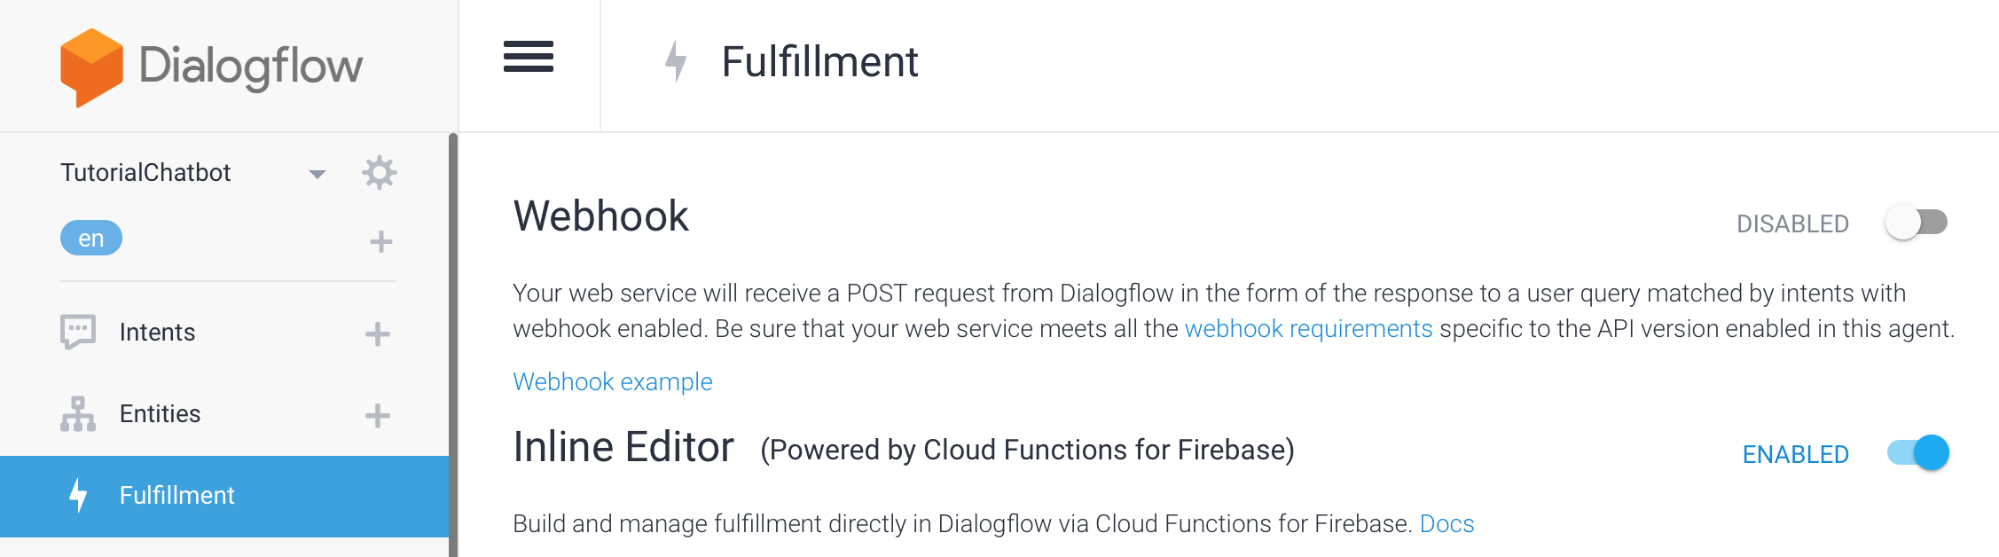 Dialogflow
Fulfillment
TutorialChatbot
en
Intents
Entities
Fulfillment
Webhook
DISABLED
Your web service will receive a POST request from Dialogflow in the form of the response to a user query matched by intents with
webhook enabled. Be sure that your web service meets all the webhook requirements specific to the API version enabled in this agent.
Webhook example
Inline Editor (Powered by Cloud Functions for Firebase)
ENABLED
Build and manage fulfillment directly in Dialogflow via Cloud Functions for Firebase. Docs